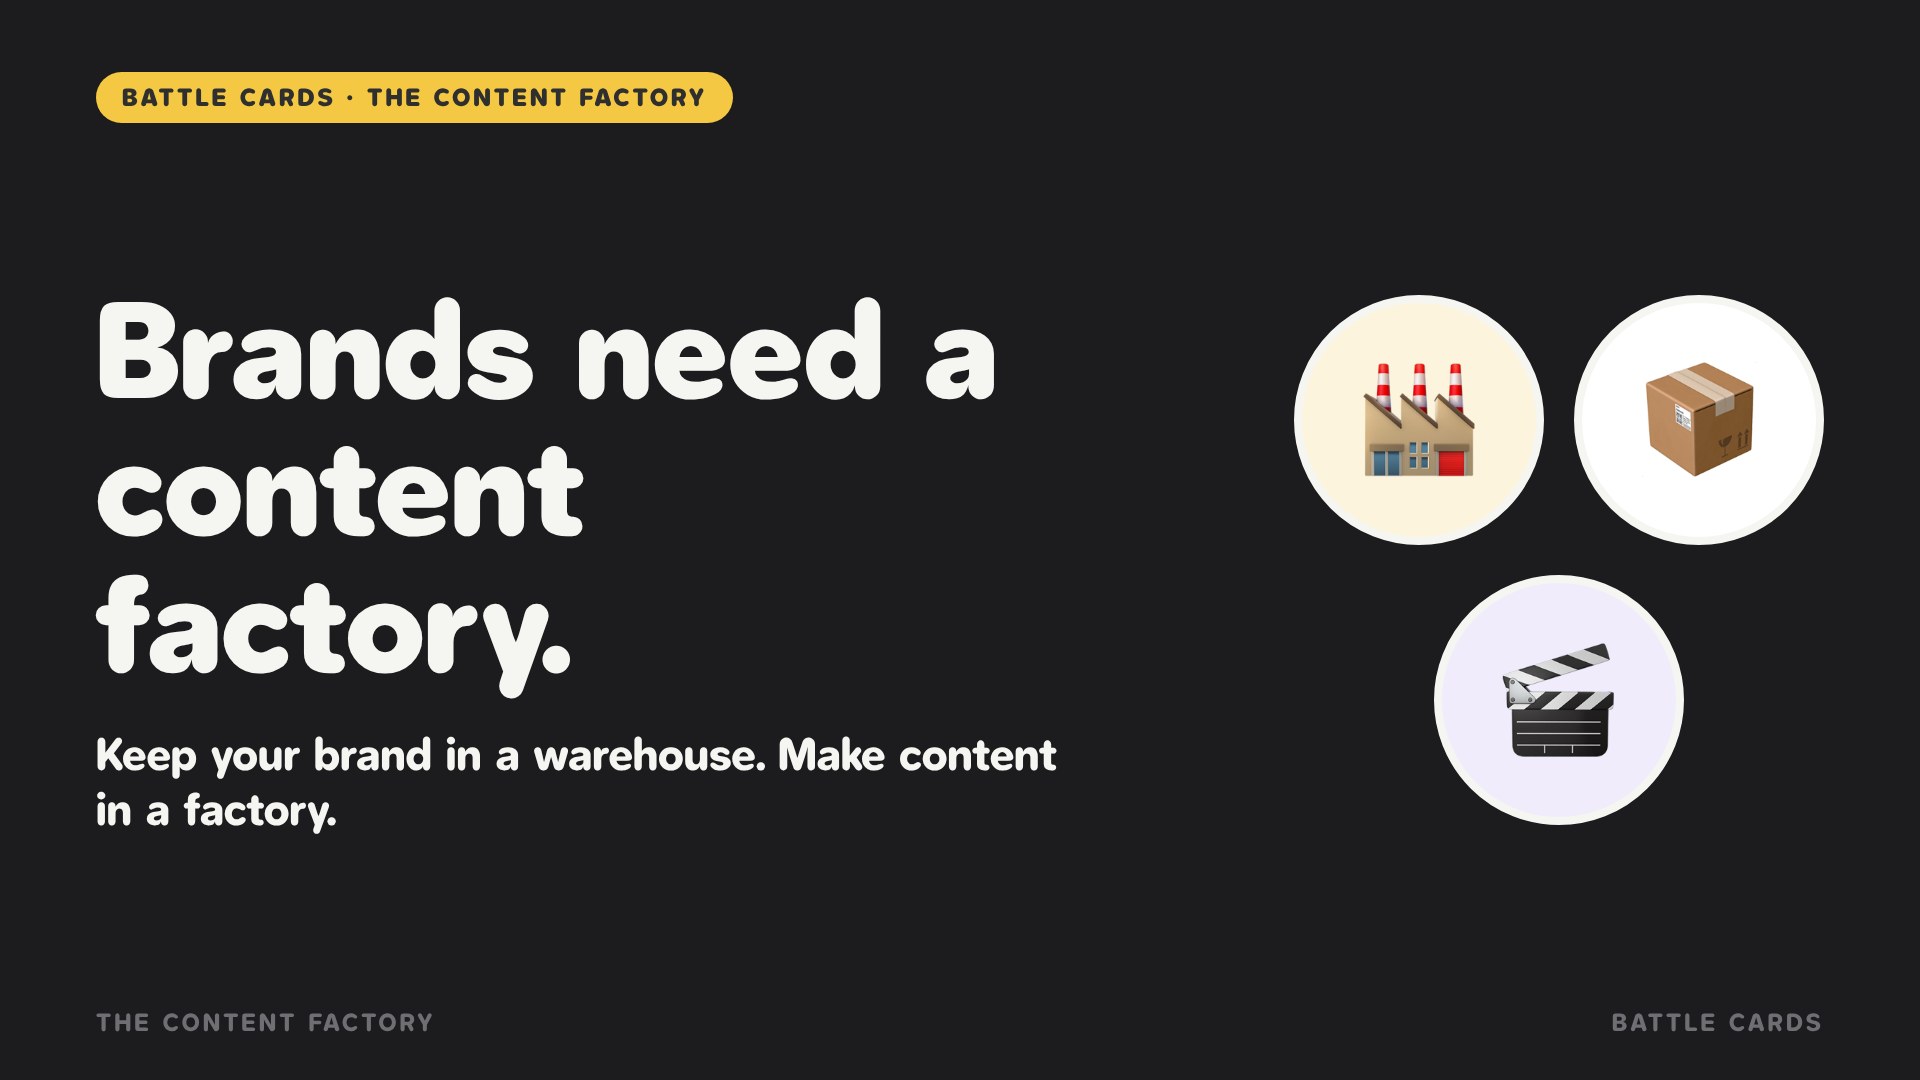 BATTLE CARDS · THE CONTENT FACTORY
Brands need a
content
factory.
Keep your brand in a warehouse. Make content
in a factory.
THE CONTENT FACTORY
BATTLE CARDS